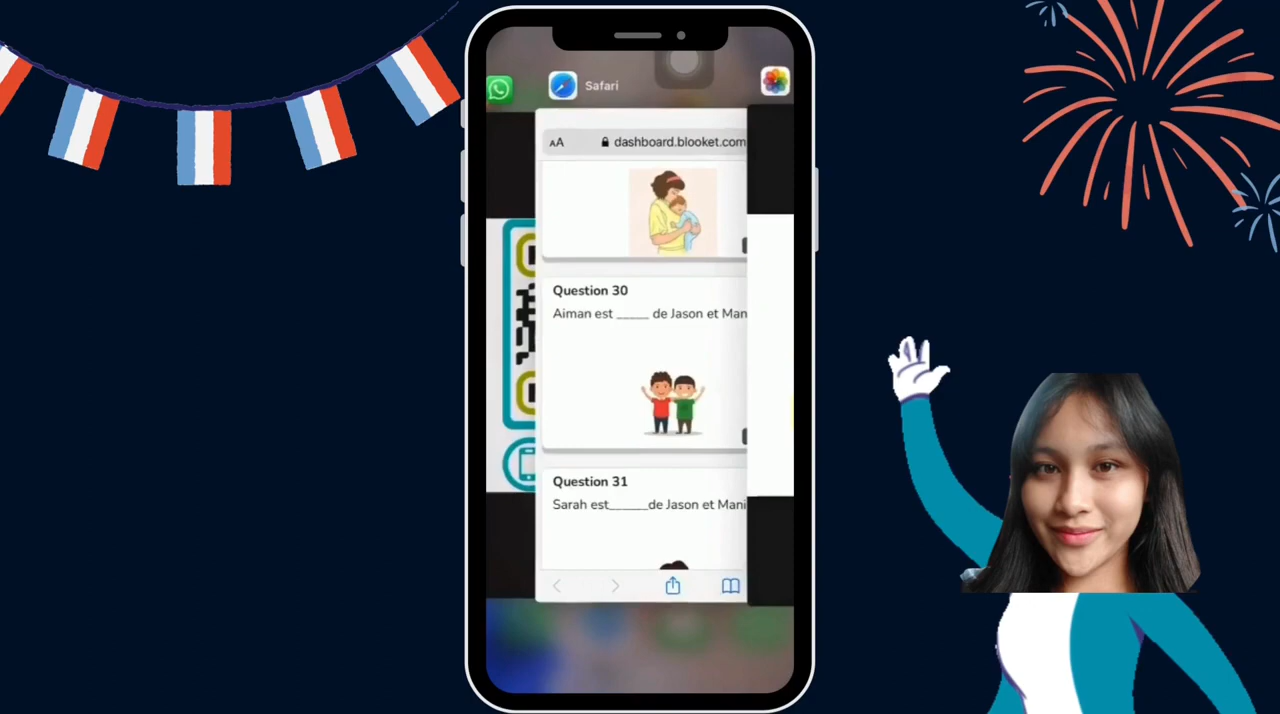 Safari
AA dashboard.blooket.com
Question 30
Aiman est _____ de Jason et Man
Question 31
Sarah est______de Jason et Mani